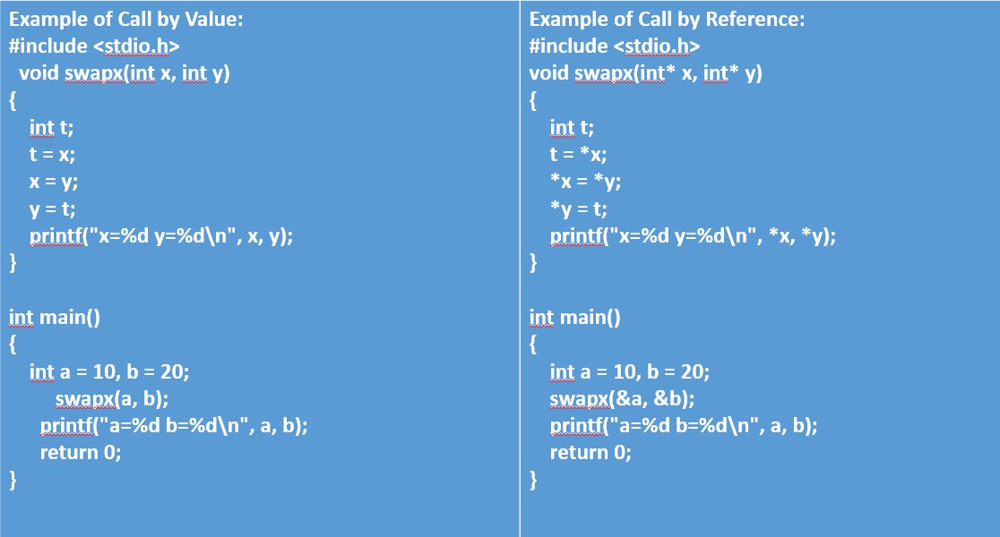 Example of Call by Value:
#include <stdio.h>
void swapx(int x, int y)
{
int t;
t = x;
x = y;
y = t;
printf("x=%d y=%d\n", x, y);
}
int main()
{
int a = 10, b = 20;
swapx(a, b);
printf("a=%d b=%d\n", a, b);
return 0;
}
Example of Call by Reference:
#include <stdio.h>
void swapx(int* x, int* y)
{
int t;
t = *x;
*x = *y;
*y = t;
printf("x=%d y=%d\n", *x, *y);
}
int main()
{
int a = 10, b = 20;
swapx(&a, &b);
printf("a=%d b=%d\n", a, b);
return 0;
}